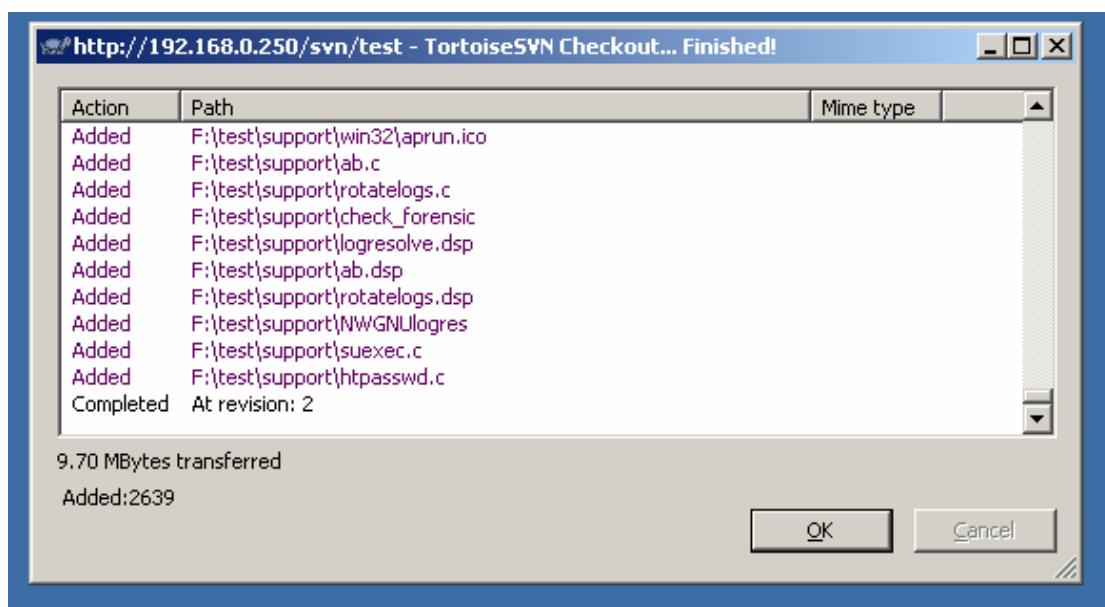 http://192.168.0.250/svn/test - TortoiseSVN Checkout... Finished!
Action Path Mime type
Added F:\test\support\win32\aprun.ico
Added F:\test\support\ab.c
Added F:\test\support\rotatelogs.c
Added F:\test\support\check_forensic
Added F:\test\support\logresolve.dsp
Added F:\test\support\ab.dsp
Added F:\test\support\rotatelogs.dsp
Added F:\test\support\NWGNUlogres
Added F:\test\support\suexec.c
Added F:\test\support\htpasswd.c
Completed At revision: 2
9.70 MBytes transferred
Added:2639
OK Cancel